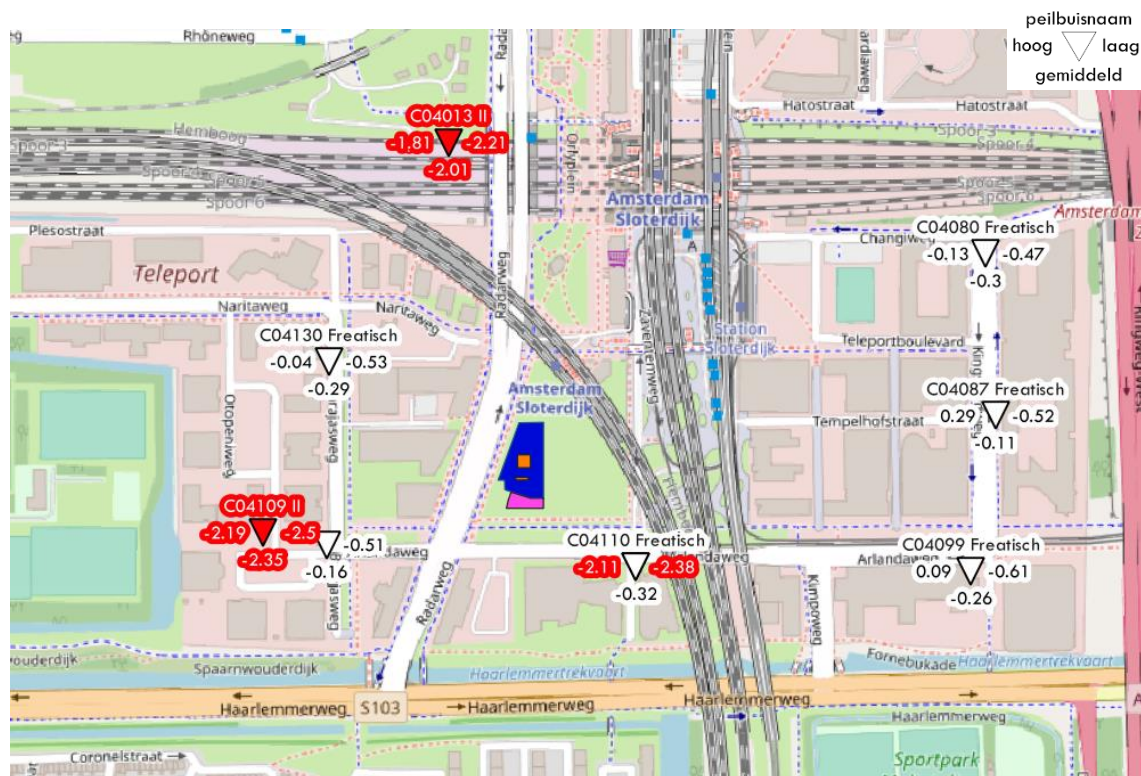 peilbuisnaam
hoog laag
gemiddeld
Rhôneweg
Hatostraat
Hatostraat
C04013 II
-1,81 -2.21
-2.01
Hemboog
Spoor 3
Spoor 4
Spoor 5
Spoor 6
Orlyplein
Amsterdam
Sloterdijk
A
Plesostraat
Teleport
Naritaweg
Naritaweg
Radarweg
Changiweg
C04080 Freatisch
-0.13 -0.47
-0.3
Amsterdam
C04130 Freatisch
-0.04 -0.53
-0.29
Zaventemweg
Station
Sloterdijk
Teleportboulevard
Amsterdam
Sloterdijk
C04087 Freatisch
0.29 -0.52
-0.11
Tempelhofstraat
Otopeniweg
C04109 II
-2.19 -2.5
-2.35
-0.51
-0.16
C04110 Freatisch
-2.11 -2.38
-0.32
Arlandaweg
C04099 Freatisch
0.09 -0.61
-0.26
Radarweg
Kimpoweg
Spaarnwouderdijk
Haarlemmertrekvaart
Fornebukade
Haarlemmertrekvaart
Haarlemmerweg
S103
Haarlemmerweg
Haarlemmerweg
Haarlemmerweg
Coronelstraat
Sportpark